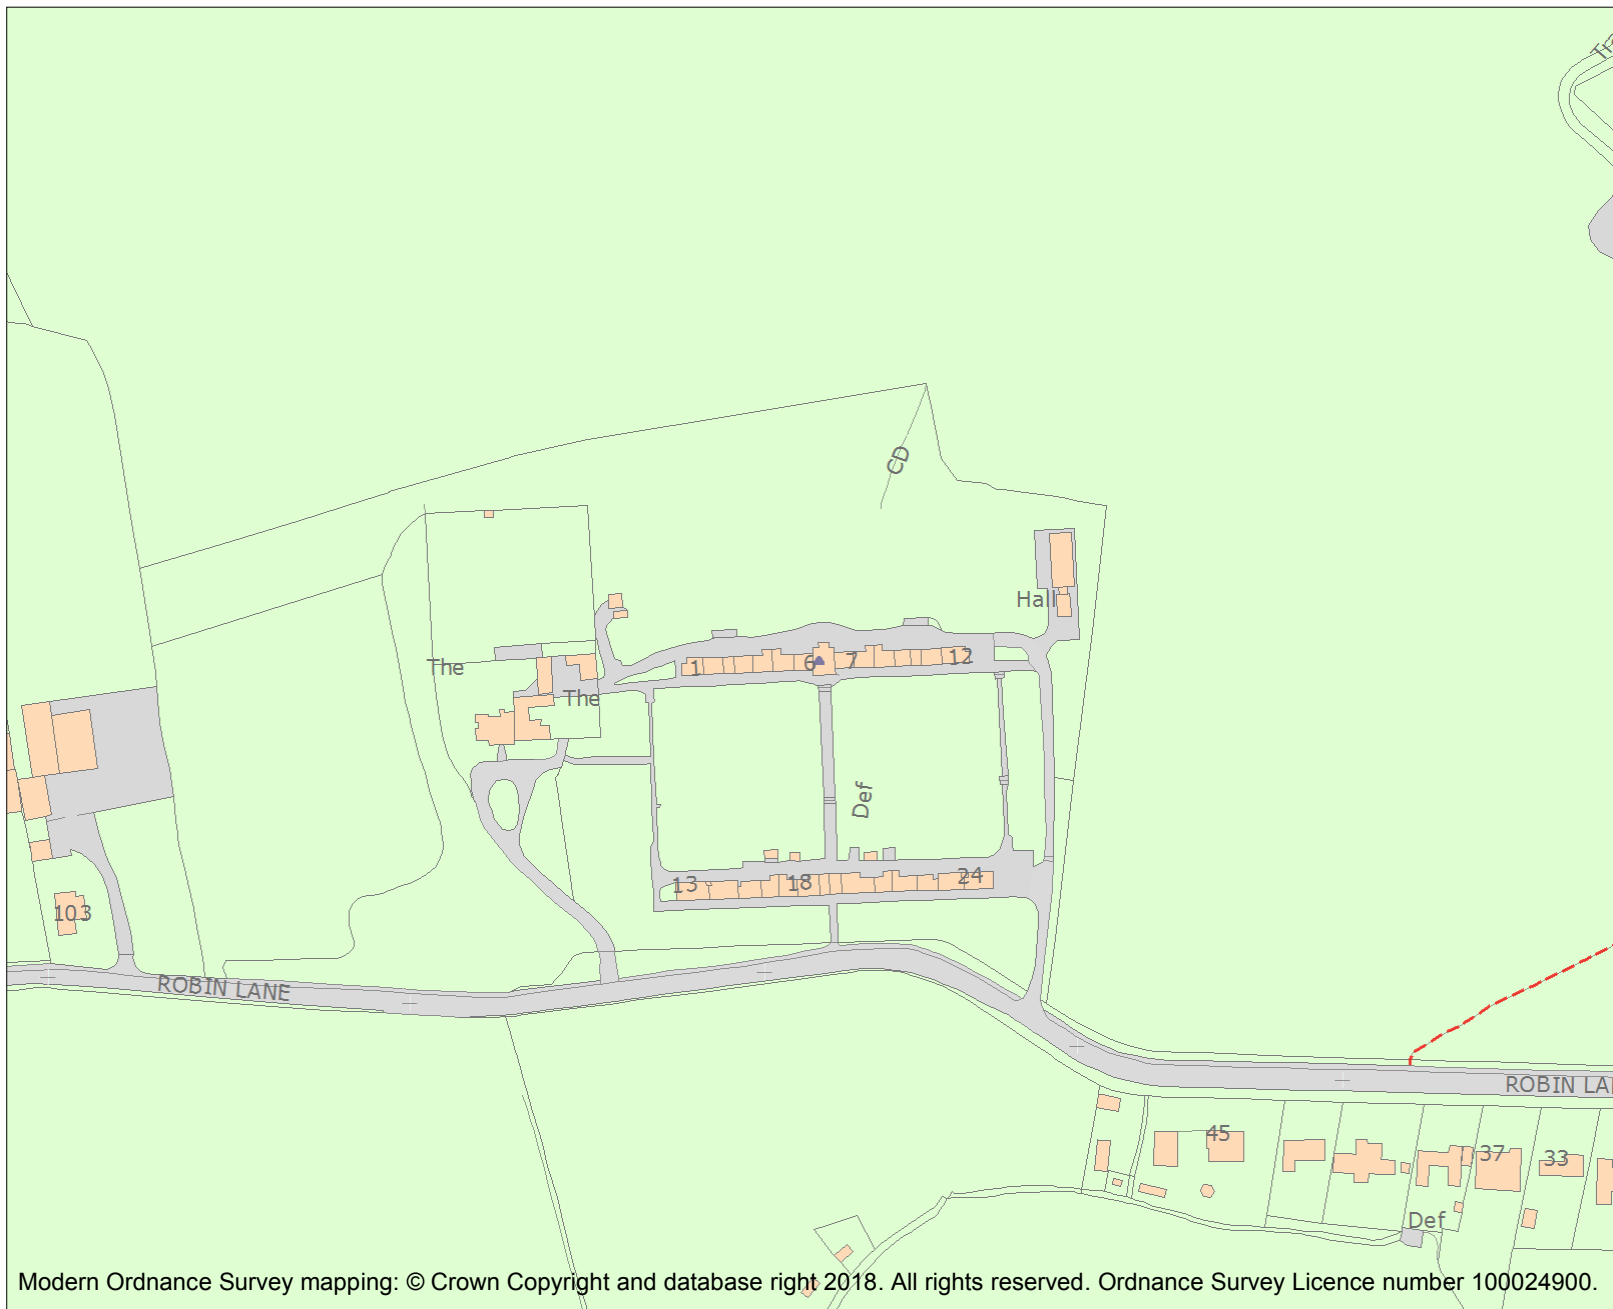 Tr
CD
Hall
The
1
6
7
12
The
Def
13
18
24
103
ROBIN LANE
ROBIN LA
45
37
33
Def
Modern Ordnance Survey mapping: © Crown Copyright and database right 2018. All rights reserved. Ordnance Survey Licence number 100024900.